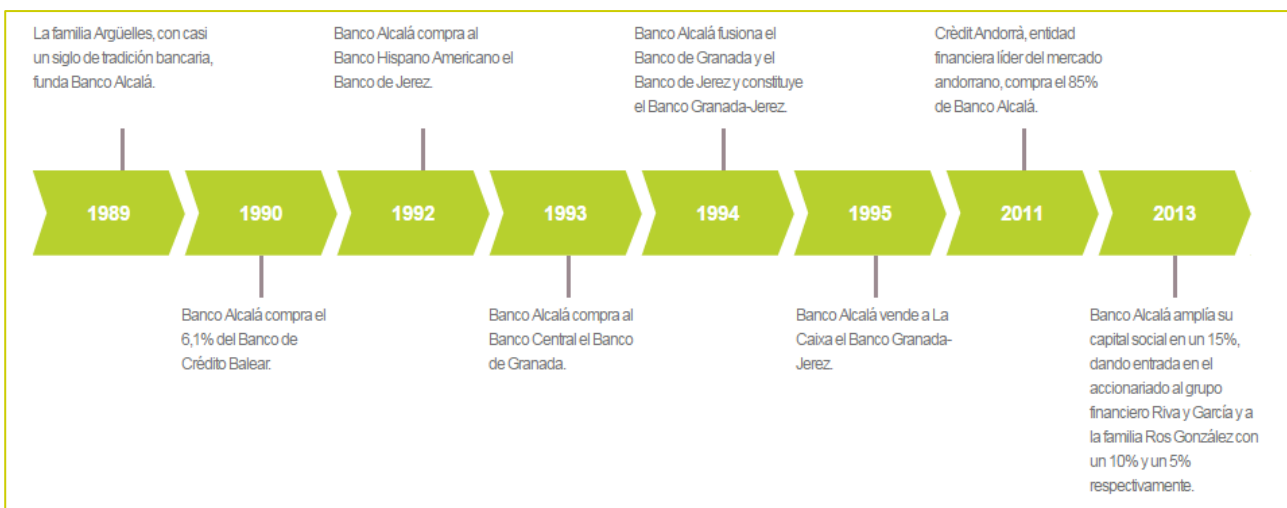 La familia Argüelles, con casi
un siglo de tradición bancaria,
funda Banco Alcalá.
Banco Alcalá compra al
Banco Hispano Americano el
Banco de Jerez.
Banco Alcalá fusiona el
Banco de Granada y el
Banco de Jerez y constituye
el Banco Granada-Jerez.
Crèdit Andorrà, entidad
financiera líder del mercado
andorrano, compra el 85%
de Banco Alcalá.
1989
1990
1992
1993
1994
1995
2011
2013
Banco Alcalá compra el
6,1% del Banco de
Crédito Balear.
Banco Alcalá compra al
Banco Central el Banco
de Granada.
Banco Alcalá vende a La
Caixa el Banco Granada-
Jerez.
Banco Alcalá amplía su
capital social en un 15%,
dando entrada en el
accionariado al grupo
financiero Riva y García y a
la familia Ros González con
un 10% y un 5%
respectivamente.